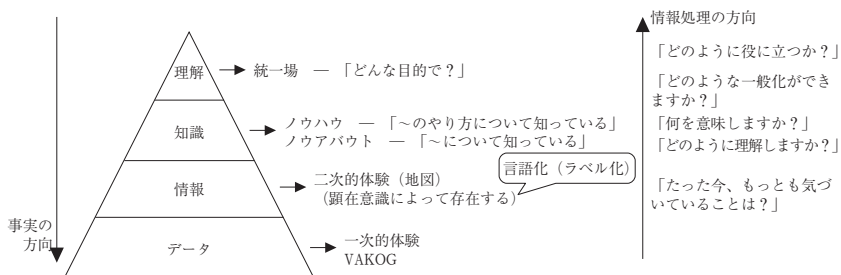 情報処理の方向
「どのように役に立つか？」
理解
統一場 ― 「どんな目的で？」
「どのような一般化ができ
ますか？」
知識
ノウハウ ― 「～のやり方について知っている」
ノウアバウト ― 「～について知っている」
「何を意味しますか？」
「どのように理解しますか？」
言語化（ラベル化）
情報
二次的体験（地図）
（顕在意識によって存在する）
「たった今、もっとも気づ
いていることは？」
事実の
方向
データ
一次的体験
VAKOG